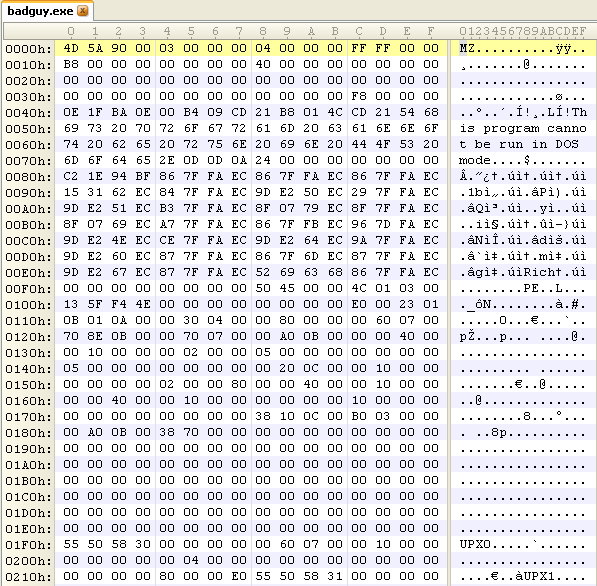 badguy.exe
0 1 2 3 4 5 6 7 8 9 A B C D E F 0123456789ABCDEF
0000h: 4D 5A 90 00 03 00 00 00 04 00 00 00 FF FF 00 00 MZ..........ÿÿ..
0010h: B8 00 00 00 00 00 00 00 40 00 00 00 00 00 00 00 ¸.......@.......
0020h: 00 00 00 00 00 00 00 00 00 00 00 00 00 00 00 00 ................
0030h: 00 00 00 00 00 00 00 00 00 00 00 00 F8 00 00 00 ............ø...
0040h: 0E 1F BA 0E 00 B4 09 CD 21 B8 01 4C CD 21 54 68 ..º..´.Í!¸.LÍ!Th
0050h: 69 73 20 70 72 6F 67 72 61 6D 20 63 61 6E 6E 6F is program canno
0060h: 74 20 62 65 20 72 75 6E 20 69 6E 20 44 4F 53 20 t be run in DOS
0070h: 6D 6F 64 65 2E 0D 0D 0A 24 00 00 00 00 00 00 00 mode....$.......
0080h: C2 1E 94 BF 86 7F FA EC 86 7F FA EC 86 7F FA EC Â.”¿†.úì†.úì†.úì
0090h: 15 31 62 EC 84 7F FA EC 9D E2 50 EC 29 7F FA EC .1bì„.úì.âPì).úì
00A0h: 9D E2 51 EC B3 7F FA EC 8F 07 79 EC 8F 7F FA EC .âQì³.úì..yì..úì
00B0h: 8F 07 69 EC A7 7F FA EC 86 7F FB EC 96 7D FA EC ..iì§.úì†.ûì–}úì
00C0h: 9D E2 4E EC CE 7F FA EC 9D E2 64 EC 9A 7F FA EC .âNìÎ.úì.âdìš.úì
00D0h: 9D E2 60 EC 87 7F FA EC 86 7F 6D EC 87 7F FA EC .â`ì‡.úì†.mì‡.úì
00E0h: 9D E2 67 EC 87 7F FA EC 52 69 63 68 86 7F FA EC .âgì‡.úìRich†.úì
00F0h: 00 00 00 00 00 00 00 00 50 45 00 00 4C 01 03 00 ........PE..L...
0100h: 13 5F F4 4E 00 00 00 00 00 00 00 00 E0 00 23 01 ._ôN........à.#.
0110h: 0B 01 0A 00 00 30 04 00 00 80 00 00 00 60 07 00 .....0...€...`..
0120h: 70 8E 0B 00 00 70 07 00 00 A0 0B 00 00 00 40 00 pŽ...p... ....@.
0130h: 00 10 00 00 00 02 00 00 05 00 00 00 00 00 00 00 ................
0140h: 05 00 00 00 00 00 00 00 00 20 0C 00 00 10 00 00 ......... ......
0150h: 00 00 00 00 02 00 00 80 00 00 40 00 00 10 00 00 .......€..@.....
0160h: 00 00 40 00 00 10 00 00 00 00 00 00 10 00 00 00 ..@.............
0170h: 00 00 00 00 00 00 00 00 38 10 0C 00 B0 03 00 00 ........8...°...
0180h: 00 A0 0B 00 38 70 00 00 00 00 00 00 00 00 00 00 . ..8p..........
0190h: 00 00 00 00 00 00 00 00 00 00 00 00 00 00 00 00 ................
01A0h: 00 00 00 00 00 00 00 00 00 00 00 00 00 00 00 00 ................
01B0h: 00 00 00 00 00 00 00 00 00 00 00 00 00 00 00 00 ................
01C0h: 00 00 00 00 00 00 00 00 00 00 00 00 00 00 00 00 ................
01D0h: 00 00 00 00 00 00 00 00 00 00 00 00 00 00 00 00 ................
01E0h: 00 00 00 00 00 00 00 00 00 00 00 00 00 00 00 00 ................
01F0h: 55 50 58 30 00 00 00 00 00 60 07 00 00 10 00 00 UPX0.....`......
0200h: 00 00 00 00 00 04 00 00 00 00 00 00 00 00 00 00 ................
0210h: 00 00 00 00 80 00 00 E0 55 50 58 31 00 00 00 00 ....€..àUPX1....